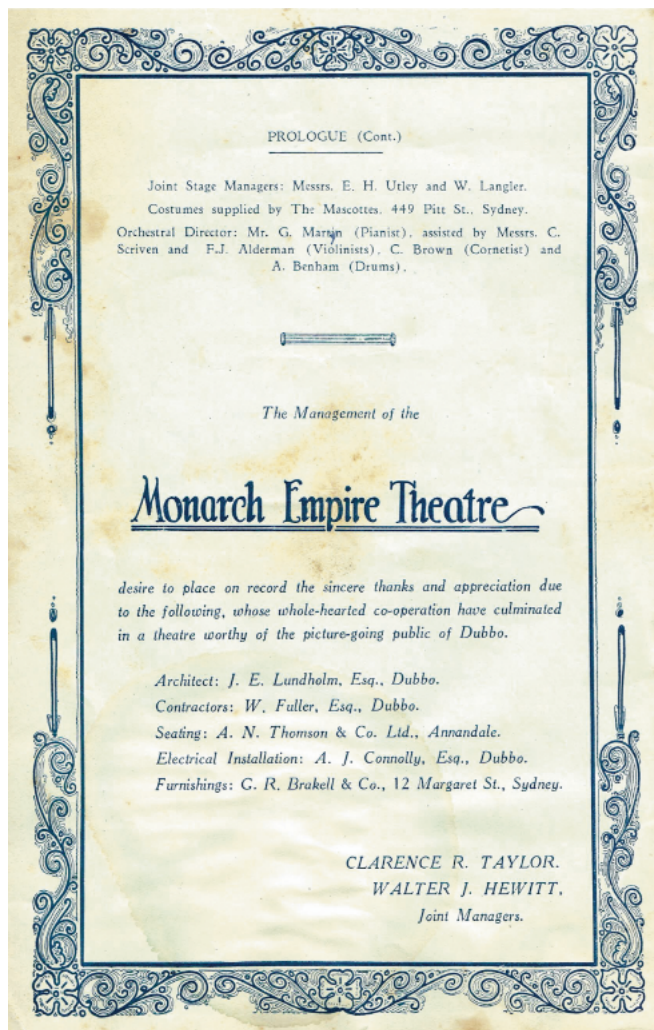 PROLOGUE (Cont.)
Joint Stage Managers: Messrs. E. H. Utley and W. Langler.
Costumes supplied by The Mascottes, 449 Pitt St., Sydney.
Orchestral Director: Mr. G. Martin (Pianist), assisted by Messrs. C.
Scriven and F.J. Alderman (Violinists), C. Brown (Cornetist) and
A. Benham (Drums).
The Management of the
Monarch Empire Theatre
desire to place on record the sincere thanks and appreciation due
to the following, whose whole-hearted co-operation have culminated
in a theatre worthy of the picture-going public of Dubbo.
Architect: J. E. Lundholm, Esq., Dubbo.
Contractors: W. Fuller, Esq., Dubbo.
Seating: A. N. Thomson & Co. Ltd., Annandale.
Electrical Installation: A. J. Connolly, Esq., Dubbo.
Furnishings: G. R. Brakell & Co., 12 Margaret St., Sydney.
CLARENCE R. TAYLOR.
WALTER J. HEWITT,
Joint Managers.